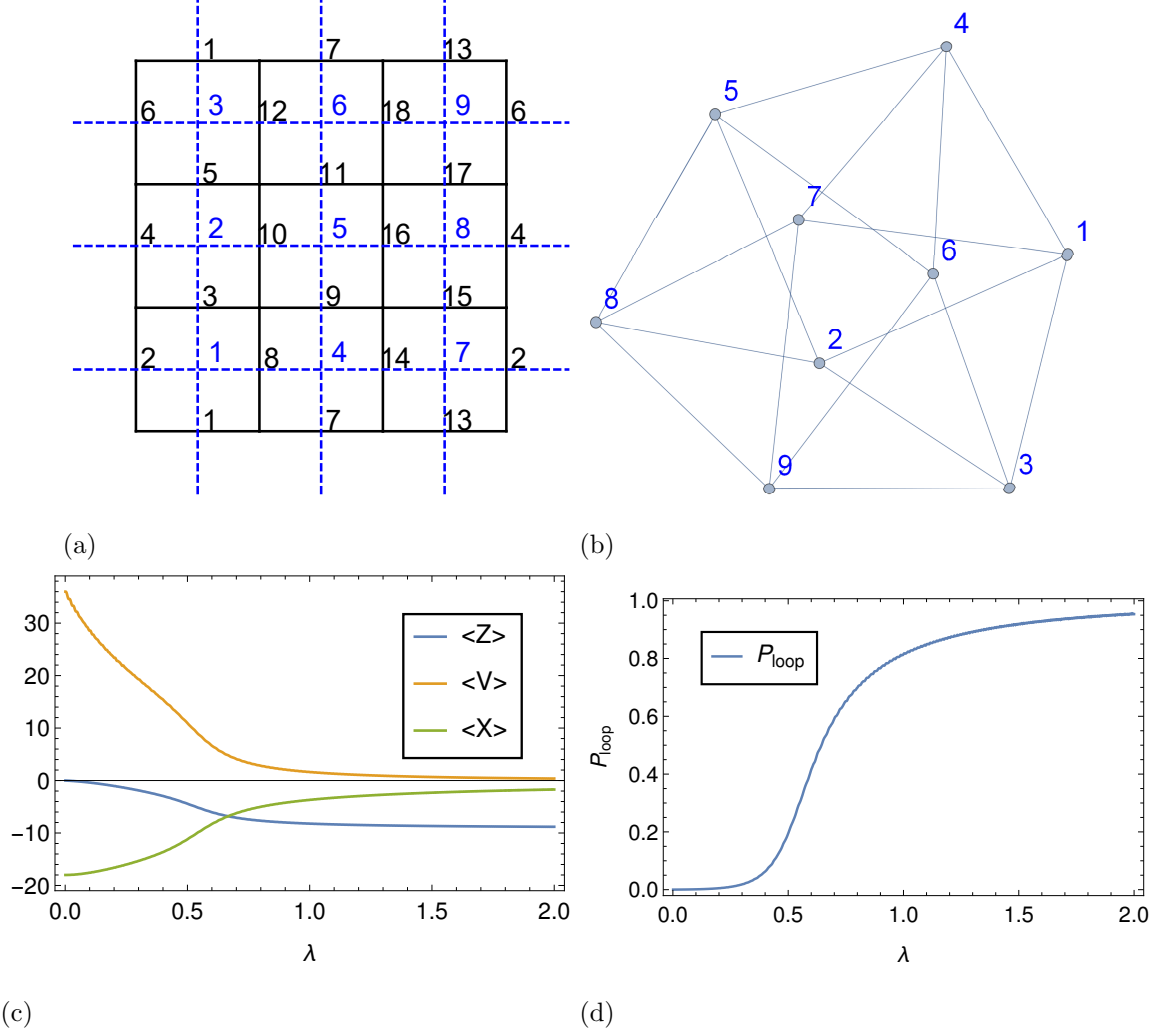 1 7 13
6 3 12 6 18 9 6
5 11 17
4 2 10 5 16 8 4
3 9 15
2 1 8 4 14 7 2
1 7 13
(a)
4
5
7
1
6
8
2
9
3
(b)
30
20
10
0
−10
−20
0.0 0.5 1.0 1.5 2.0
λ
<Z>
<V>
<X>
(c)
1.0
0.8
0.6
0.4
0.2
0.0
P_loop
0.0 0.5 1.0 1.5 2.0
λ
P_loop
(d)